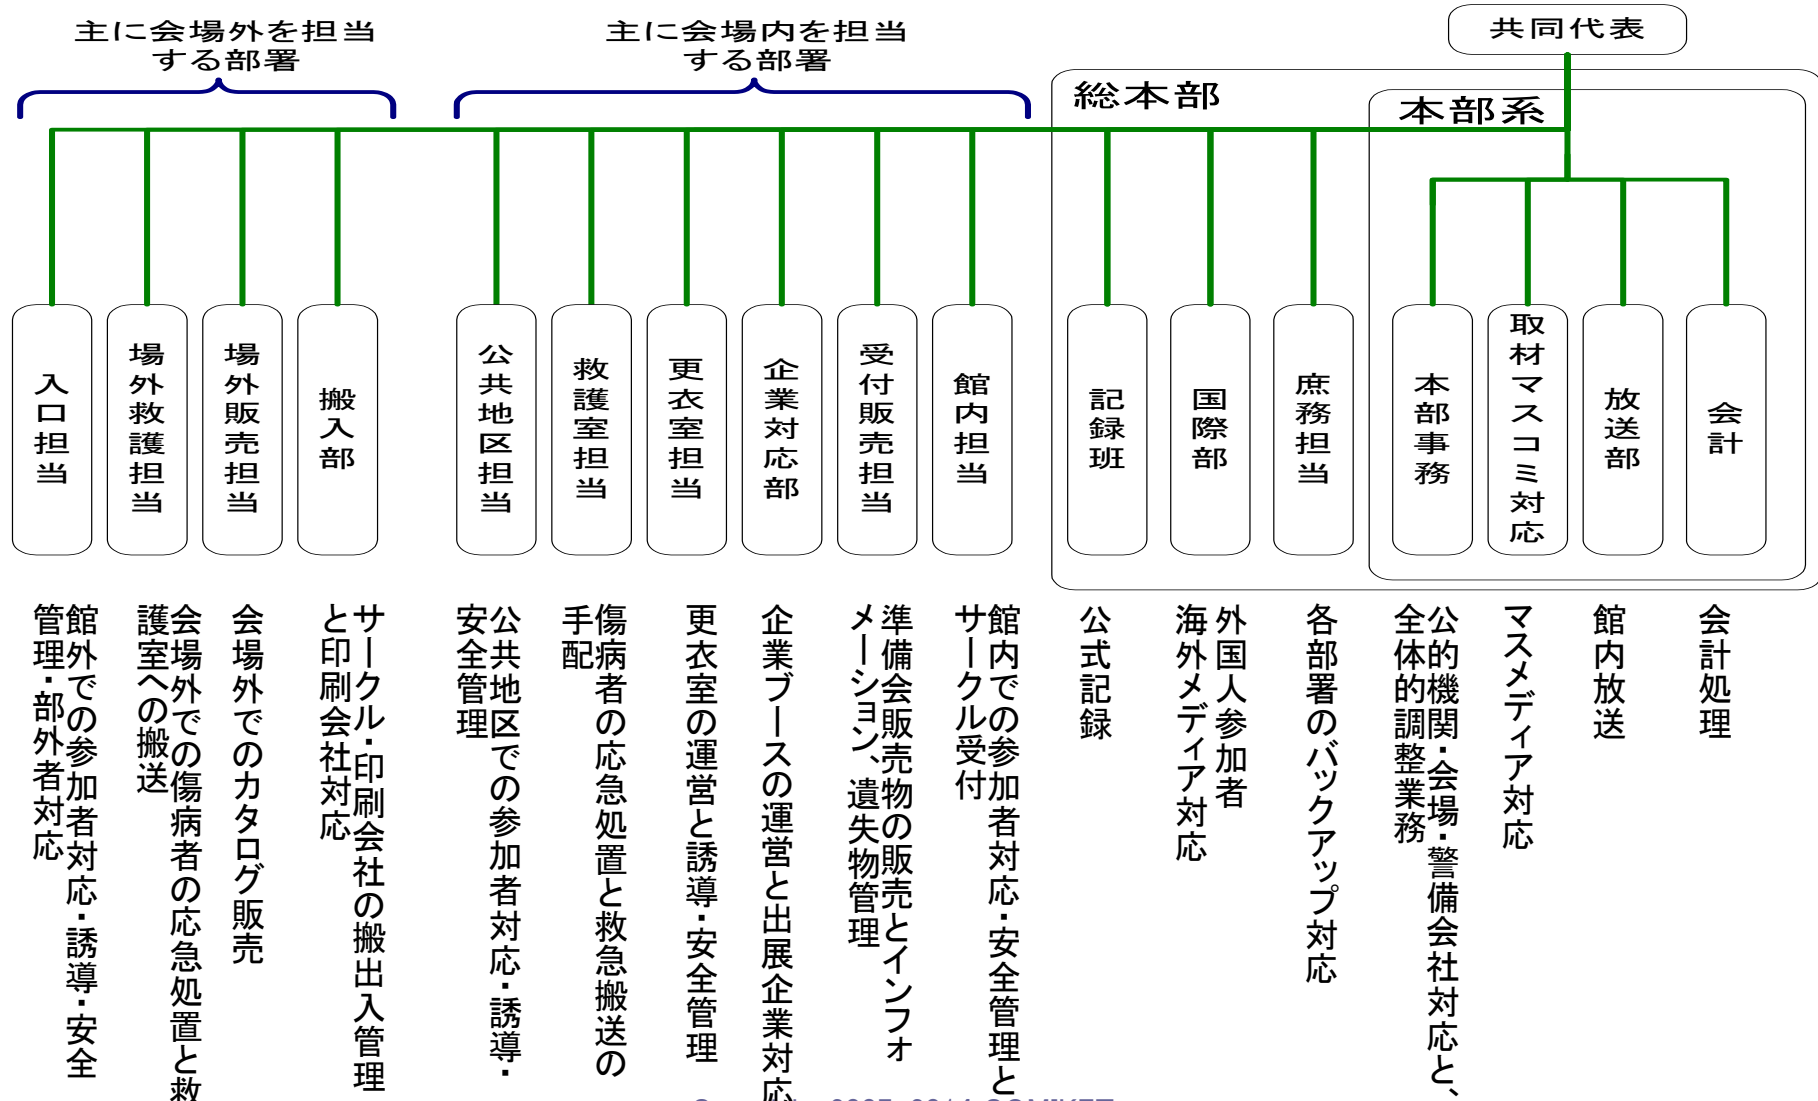 共同代表
主に会場外を担当
する部署
主に会場内を担当
する部署
総本部
本部系
入口担当
場外救護担当
場外販売担当
搬入部
公共地区担当
救護室担当
更衣室担当
企業対応部
受付販売担当
館内担当
記録班
国際部
庶務担当
本部事務
取材マスコミ対応
放送部
会計
館外での参加者対応・誘導・安全
管理・部外者対応
会場外での傷病者の応急処置と救
護室への搬送
会場外でのカタログ販売
サークル・印刷会社の搬出入管理
と印刷会社対応
公共地区での参加者対応・誘導・
安全管理
傷病者の応急処置と救急搬送の
手配
更衣室の運営と誘導・安全管理
企業ブースの運営と出展企業対応
準備会販売物の販売とインフォ
メーション、遺失物管理
館内での参加者対応・安全管理と
サークル受付
公式記録
外国人参加者
海外メディア対応
各部署のバックアップ対応
公的機関・会場・警備会社対応と、
全体的調整業務
マスメディア対応
館内放送
会計処理